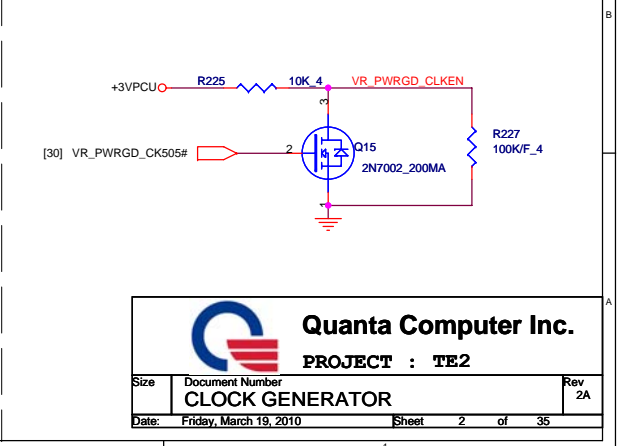 B
+3VPCU R225 10K_4 VR_PWRGD_CLKEN
3
R227
100K/F_4
[30] VR_PWRGD_CK505# 2 Q15
2N7002_200MA
1
A
Quanta Computer Inc.
PROJECT : TE2
Size Document Number Rev
CLOCK GENERATOR 2A
Date: Friday, March 19, 2010 Sheet 2 of 35
1